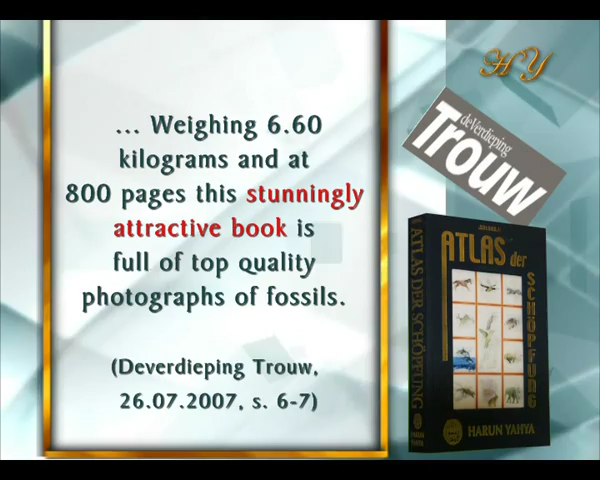 ... Weighing 6.60
kilograms and at
800 pages this stunningly
attractive book is
full of top quality
photographs of fossils.
(Deverdieping Trouw,
26.07.2007, s. 6-7)
HY
deVerdieping
Trouw
ATLAS der
SCHÖPFUNG
HARUN YAHYA
ATLAS DER SCHÖPFUNG
HARUN
YAHYA